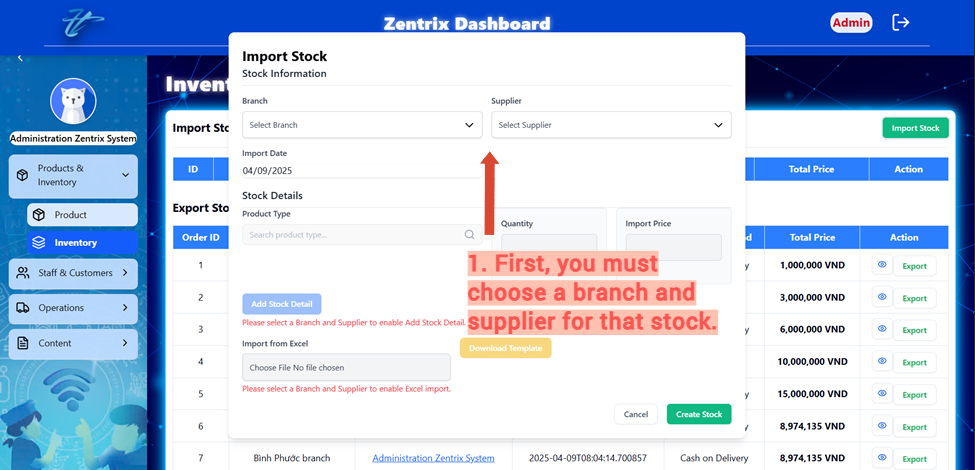 Zentrix Dashboard
Admin
Administration Zentrix System
Products & Inventory
Product
Inventory
Staff & Customers
Operations
Content
Import Stock
Stock Information
Branch
Supplier
Select Branch
Select Supplier
Import Date
04/09/2025
Stock Details
Product Type
Search product type...
Quantity
Import Price
1. First, you must
choose a branch and
supplier for that stock.
Add Stock Detail
Please select a Branch and Supplier to enable Add Stock Detail.
Import from Excel
Download Template
Choose File No file chosen
Please select a Branch and Supplier to enable Excel import.
Cancel
Create Stock
Import Stock
ID
Total Price
Action
Order ID
Total Price
Action
1
1,000,000 VND
Export
2
3,000,000 VND
Export
3
6,000,000 VND
Export
4
10,000,000 VND
Export
5
15,000,000 VND
Export
6
8,974,135 VND
Export
7
Bình Phước branch
Administration Zentrix System
2025-04-09T08:04:14.700857
Cash on Delivery
8,974,135 VND
Export